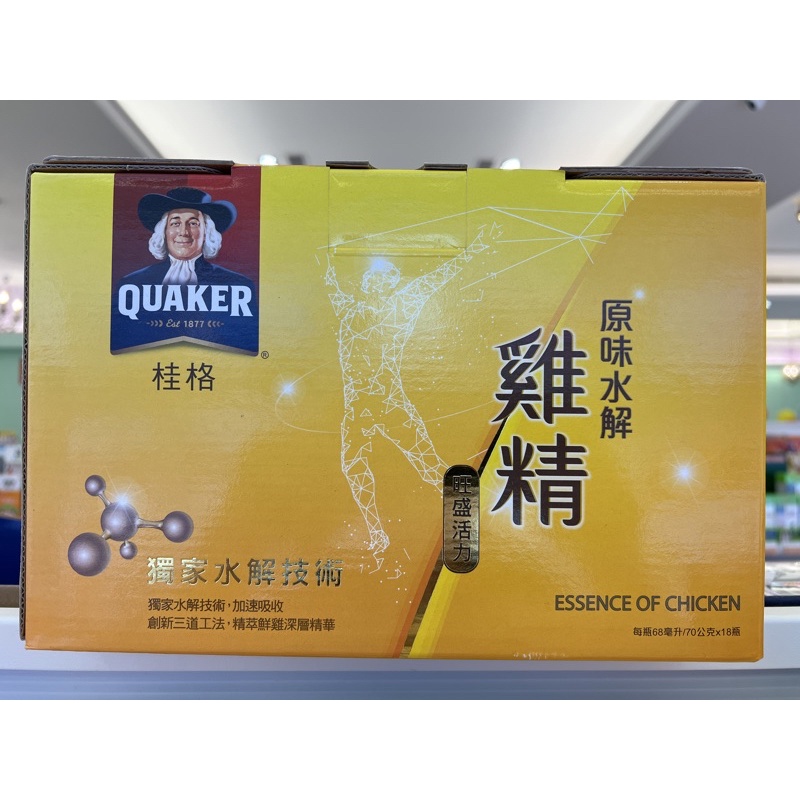 QUAKER
Est 1877
®
桂格
原味水解
雞精
旺盛活力
獨家水解技術
獨家水解技術，加速吸收
創新三道工法，精萃鮮雞深層精華
ESSENCE OF CHICKEN
每瓶68毫升/70公克x18瓶